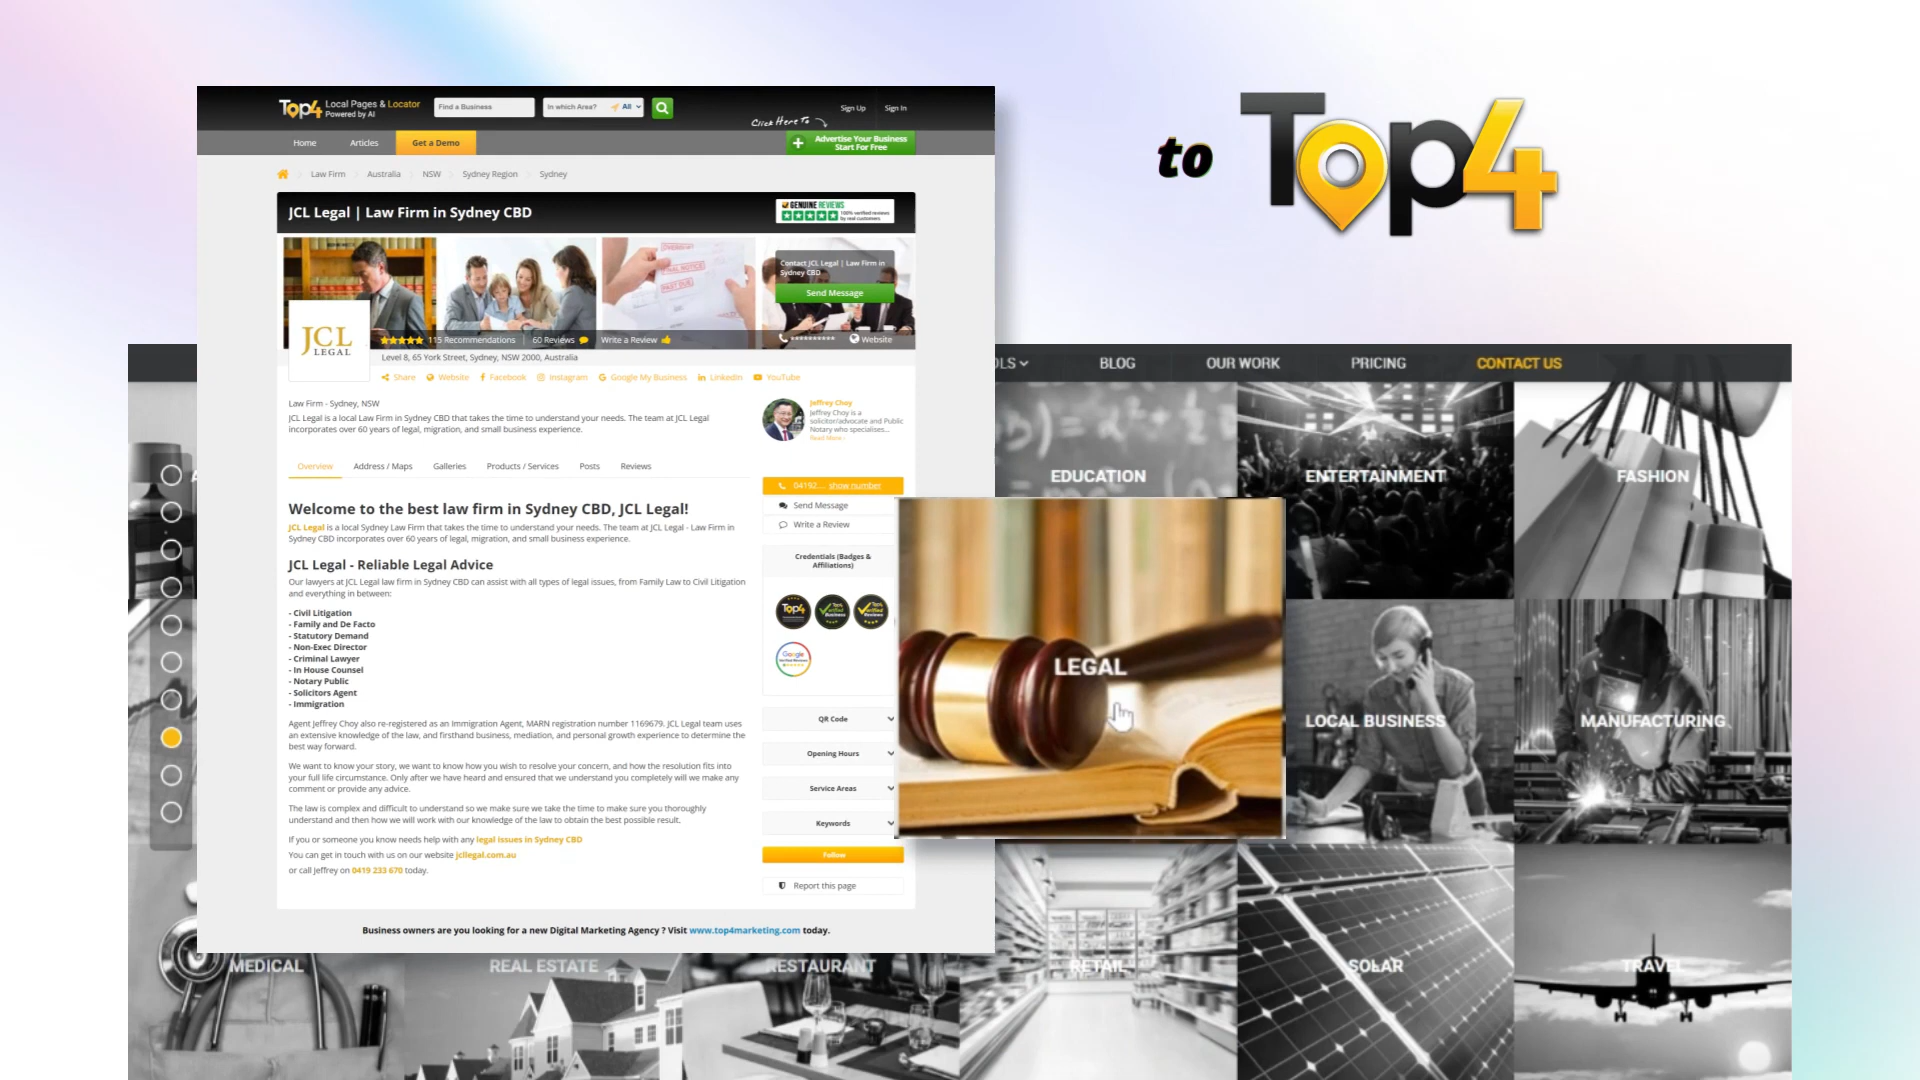 to Top4
Top4 Local Pages & Locator
Powered by AI
Find a Business
In which Area?
All
Sign Up
Sign In
Click Here To
Home
Articles
Get a Demo
Advertise Your Business
Start For Free
Law Firm
Australia
NSW
Sydney Region
Sydney
JCL Legal | Law Firm in Sydney CBD
GENUINE REVIEWS
100% verified reviews
by real customers
Contact JCL Legal | Law Firm in
Sydney CBD
Send Message
FINAL NOTICE
PAST DUE
JCL
LEGAL
115 Recommendations
60 Reviews
Write a Review
**********
Website
Level 8, 65 York Street, Sydney, NSW 2000, Australia
Share
Website
Facebook
Instagram
Google My Business
Linkedin
YouTube
Law Firm - Sydney, NSW
JCL Legal is a local Law Firm in Sydney CBD that takes the time to understand your needs. The team at JCL Legal
incorporates over 60 years of legal, migration, and small business experience.
Jeffrey Choy
Jeffrey Choy is a
solicitor/advocate and Public
Notary who specialises...
Read More ›
Overview
Address / Maps
Galleries
Products / Services
Posts
Reviews
04192.... show number
Send Message
Write a Review
Welcome to the best law firm in Sydney CBD, JCL Legal!
JCL Legal is a local Sydney Law Firm that takes the time to understand your needs. The team at JCL Legal - Law Firm in
Sydney CBD incorporates over 60 years of legal, migration, and small business experience.
JCL Legal - Reliable Legal Advice
Our lawyers at JCL Legal law firm in Sydney CBD can assist with all types of legal issues, from Family Law to Civil Litigation
and everything in between:
- Civil Litigation
- Family and De Facto
- Statutory Demand
- Non-Exec Director
- Criminal Lawyer
- In House Counsel
- Notary Public
- Solicitors Agent
- Immigration
Agent Jeffrey Choy also re-registered as an Immigration Agent, MARN registration number 1169679. JCL Legal team uses
an extensive knowledge of the law, and firsthand business, mediation, and personal growth experience to determine the
best way forward.
We want to know your story, we want to know how you wish to resolve your concern, and how the resolution fits into
your full life circumstance. Only after we have heard and ensured that we understand you completely will we make any
comment or provide any advice.
The law is complex and difficult to understand so we make sure we take the time to make sure you thoroughly
understand and then how we will work with our knowledge of the law to obtain the best possible result.
If you or someone you know needs help with any legal issues in Sydney CBD
You can get in touch with us on our website jcllegal.com.au
or call Jeffrey on 0419 233 670 today.
Credentials (Badges &
Affiliations)
Top4
Google
QR Code
Opening Hours
Service Areas
Keywords
Follow
Report this page
Business owners are you looking for a new Digital Marketing Agency ? Visit www.top4marketing.com today.
OLS
BLOG
OUR WORK
PRICING
CONTACT US
EDUCATION
ENTERTAINMENT
FASHION
LEGAL
LOCAL BUSINESS
MANUFACTURING
MEDICAL
REAL ESTATE
RESTAURANT
RETAIL
SOLAR
TRAVEL